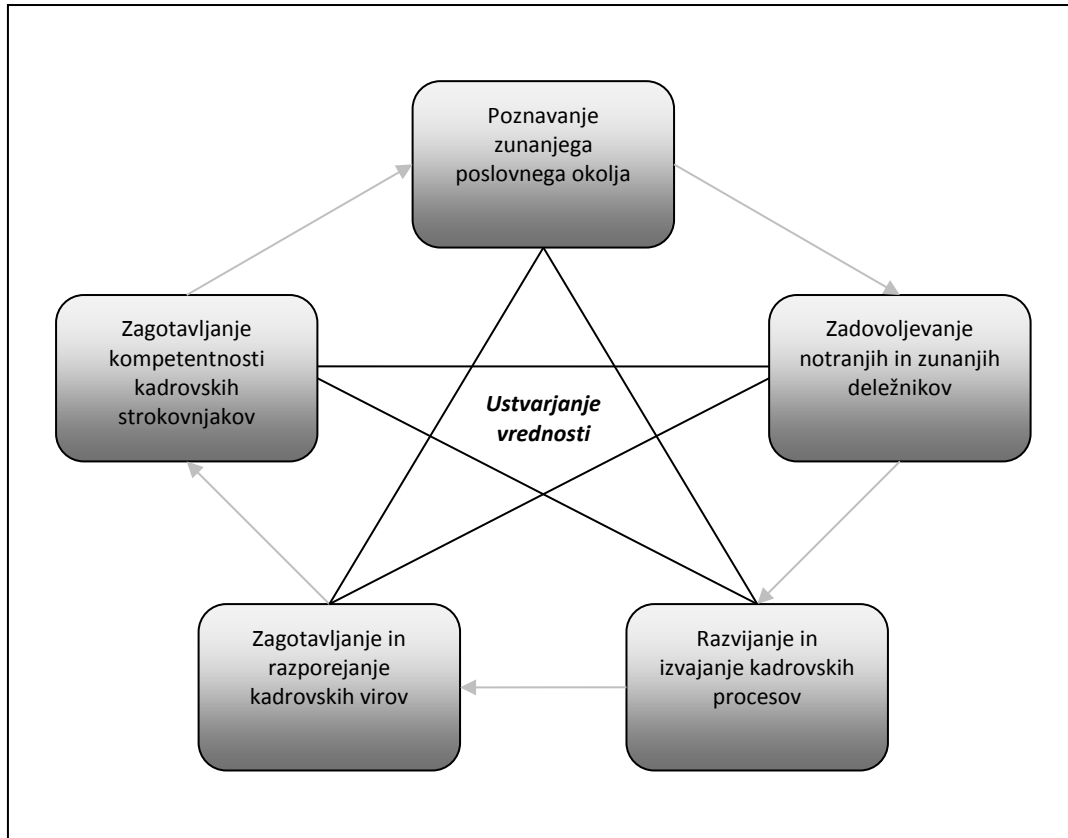 Poznavanje
zunanjega
poslovnega okolja
Zagotavljanje
kompetentnosti
kadrovskih
strokovnjakov
Zadovoljevanje
notranjih in zunanjih
deležnikov
Ustvarjanje
vrednosti
Zagotavljanje in
razporejanje
kadrovskih virov
Razvijanje in
izvajanje kadrovskih
procesov